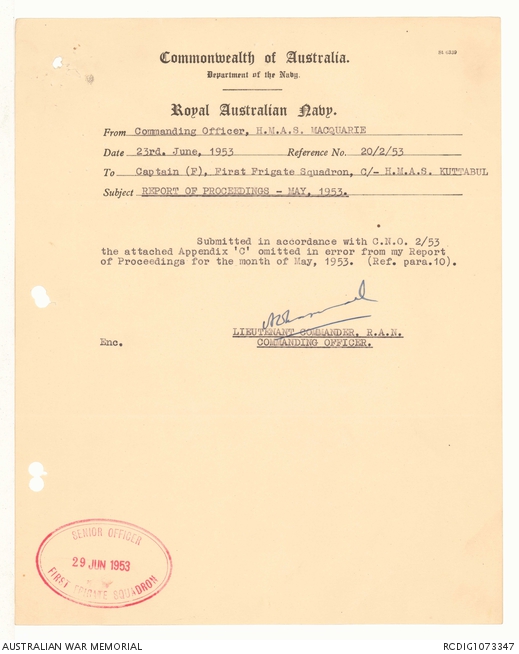 Commonwealth of Australia.
Department of the Navy.
Royal Australian Navy.
From Commanding Officer, H.M.A.S. MACQUARIE
Date 23rd. June, 1953 Reference No. 20/2/53
To Captain (F), First Frigate Squadron, C/- H.M.A.S. KUTTABUL
Subject REPORT OF PROCEEDINGS - MAY, 1953.
Submitted in accordance with C.N.O. 2/53
the attached Appendix 'C' omitted in error from my Report
of Proceedings for the month of May, 1953. (Ref. para.10).
LIEUTENANT COMMANDER, R.A.N.
COMMANDING OFFICER.
Enc.
SENIOR OFFICER
29 JUN 1953
FIRST FRIGATE SQUADRON
AUSTRALIAN WAR MEMORIAL RCDIG1073347